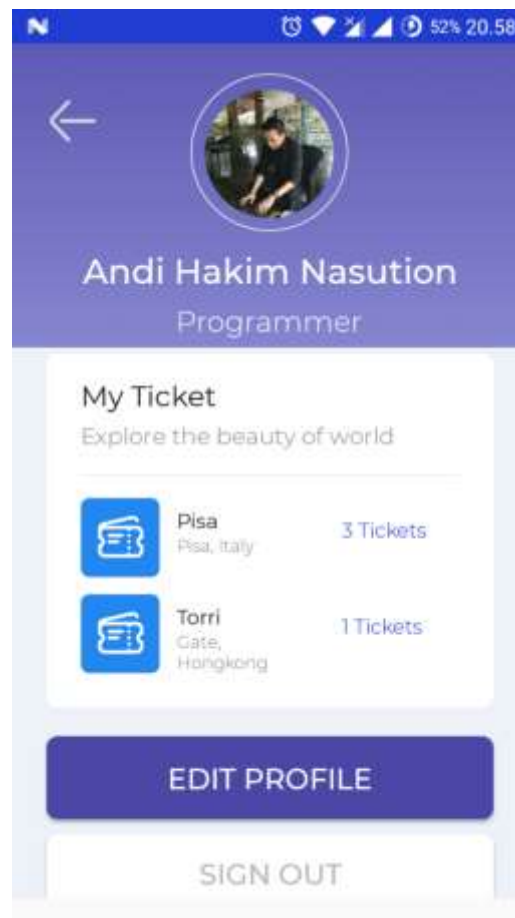 52% 20.58
Andi Hakim Nasution
Programmer
My Ticket
Explore the beauty of world
Pisa
Pisa, Italy
3 Tickets
Torri
Gate,
Hongkong
1 Tickets
EDIT PROFILE
SIGN OUT